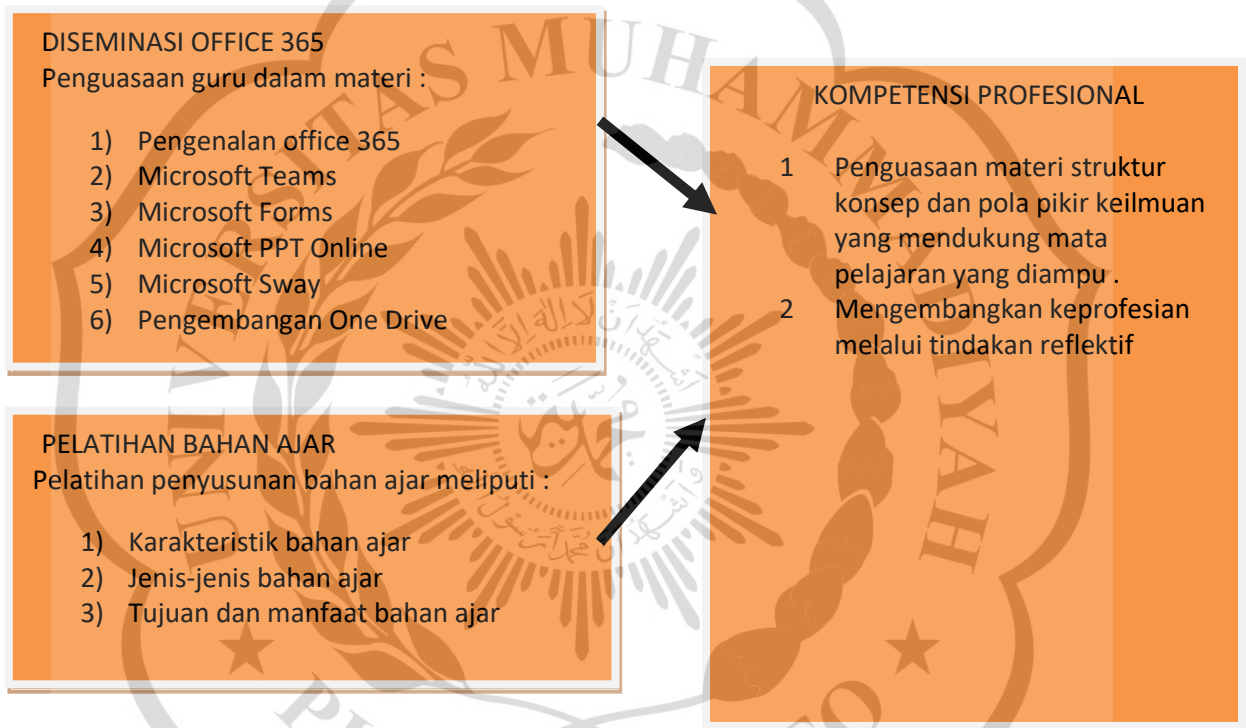 DISEMINASI OFFICE 365
Penguasaan guru dalam materi :
1) Pengenalan office 365
2) Microsoft Teams
3) Microsoft Forms
4) Microsoft PPT Online
5) Microsoft Sway
6) Pengembangan One Drive
PELATIHAN BAHAN AJAR
Pelatihan penyusunan bahan ajar meliputi :
1) Karakteristik bahan ajar
2) Jenis-jenis bahan ajar
3) Tujuan dan manfaat bahan ajar
KOMPETENSI PROFESIONAL
1 Penguasaan materi struktur
konsep dan pola pikir keilmuan
yang mendukung mata
pelajaran yang diampu .
2 Mengembangkan keprofesian
melalui tindakan reflektif
UNIVERSITAS MUHAMMADIYAH